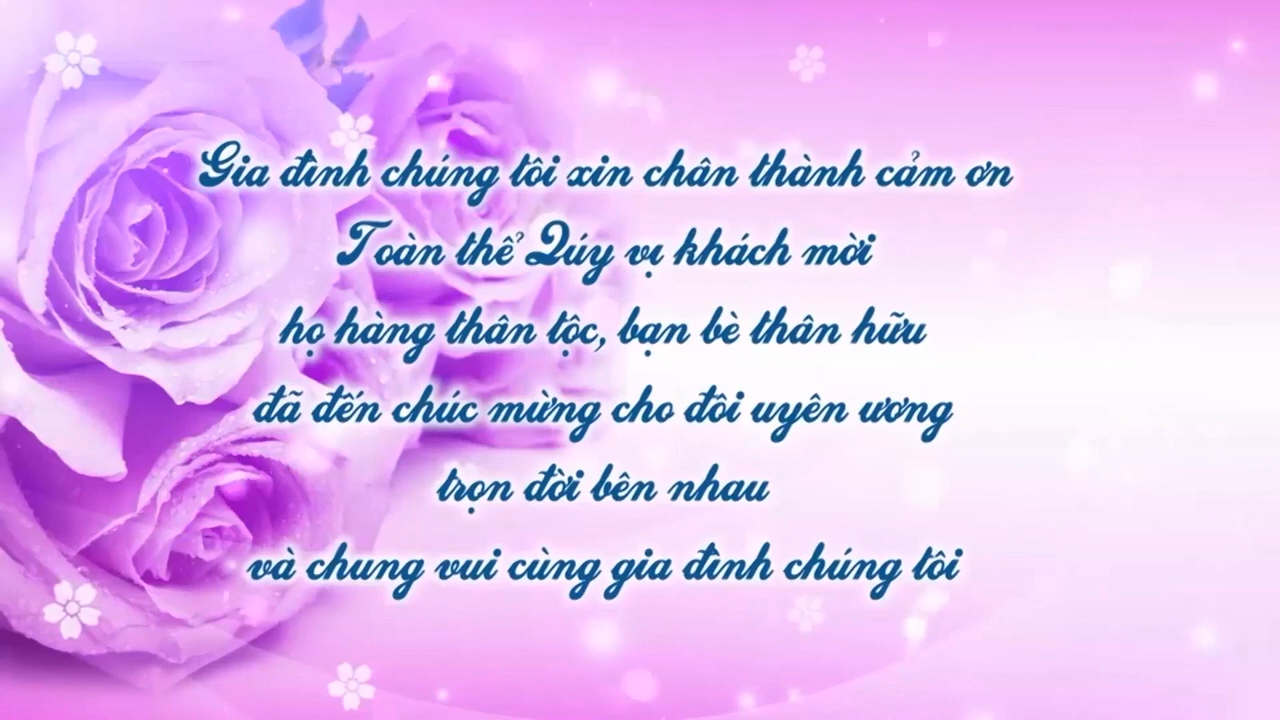 Gia đình chúng tôi xin chân thành cảm ơn
Toàn thể Qúy vị khách mời
họ hàng thân tộc, bạn bè thân hữu
đã đến chúc mừng cho đôi uyên ương
trọn đời bên nhau
và chung vui cùng gia đình chúng tôi